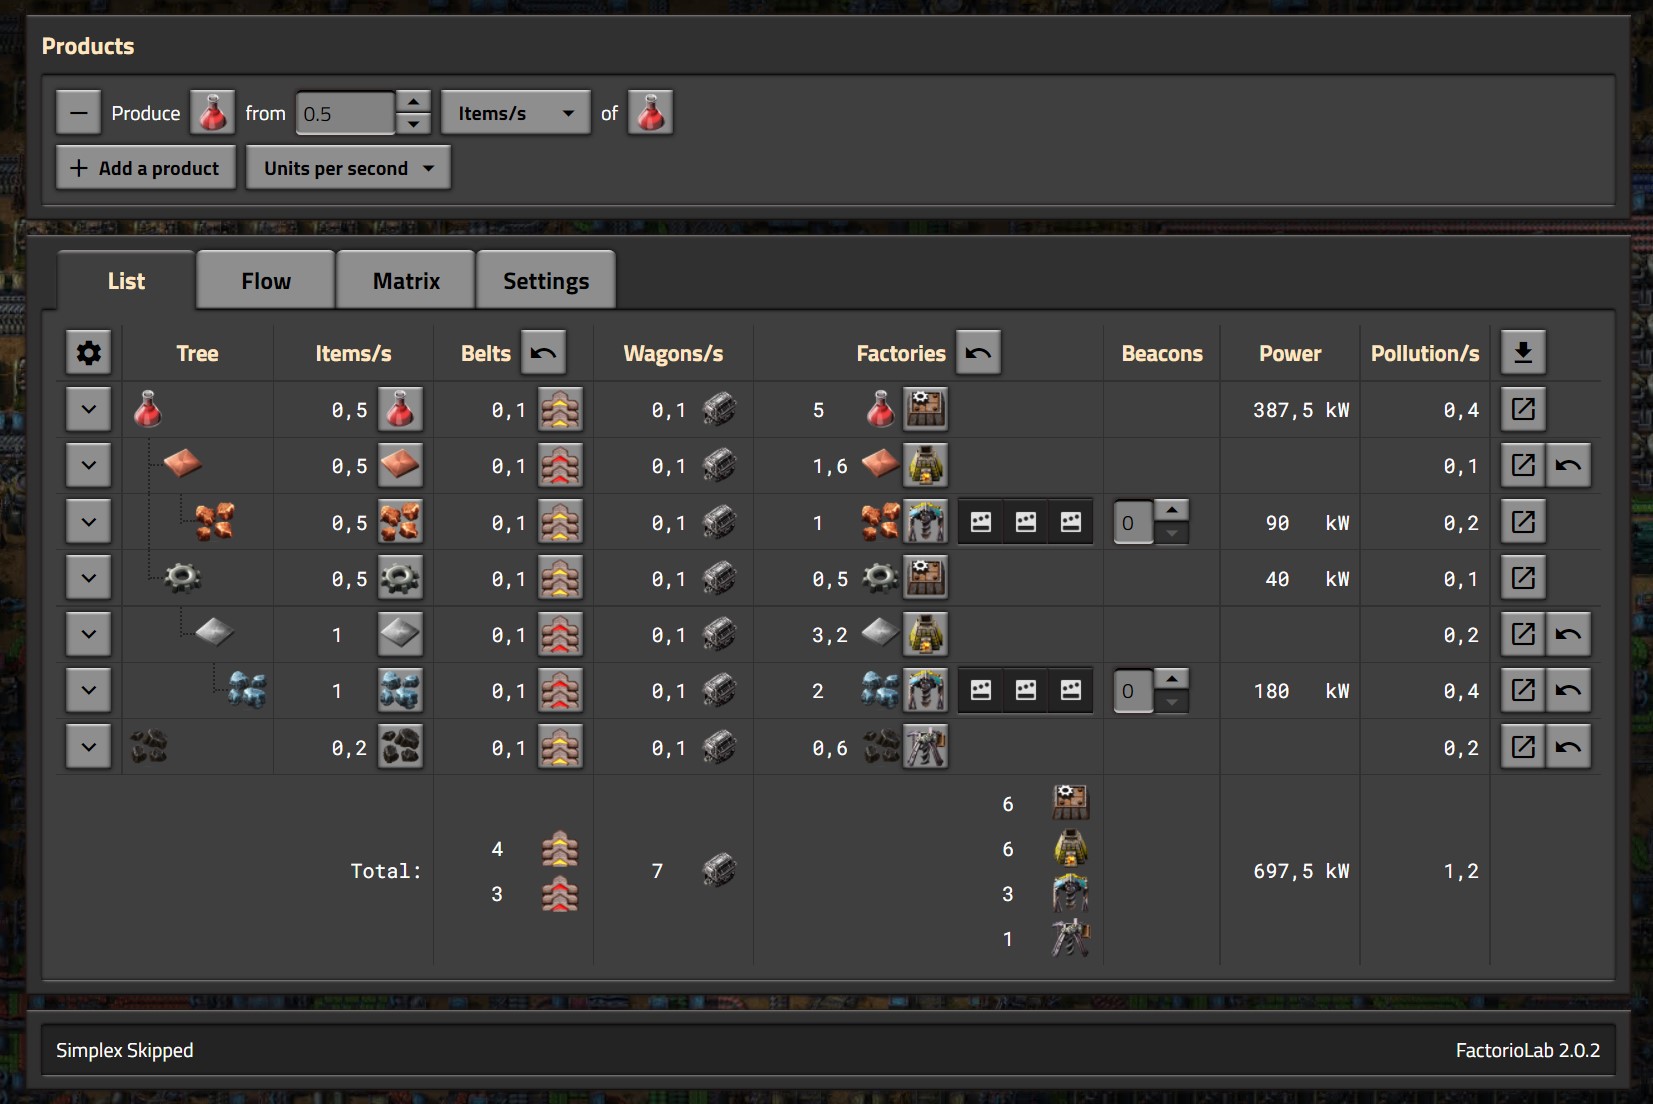 Products
Produce from 0.5 Items/s of
Add a product Units per second
List Flow Matrix Settings
Tree Items/s Belts Wagons/s Factories Beacons Power Pollution/s
0,5 0,1 0,1 5 387,5 kW 0,4
0,5 0,1 0,1 1,6 0,1
0,5 0,1 0,1 1 0 90 kW 0,2
0,5 0,1 0,1 0,5 40 kW 0,1
1 0,1 0,1 3,2 0,2
1 0,1 0,1 2 0 180 kW 0,4
0,2 0,1 0,1 0,6 0,2
6
4 6
Total: 7 697,5 kW 1,2
3 3
1
Simplex Skipped FactorioLab 2.0.2